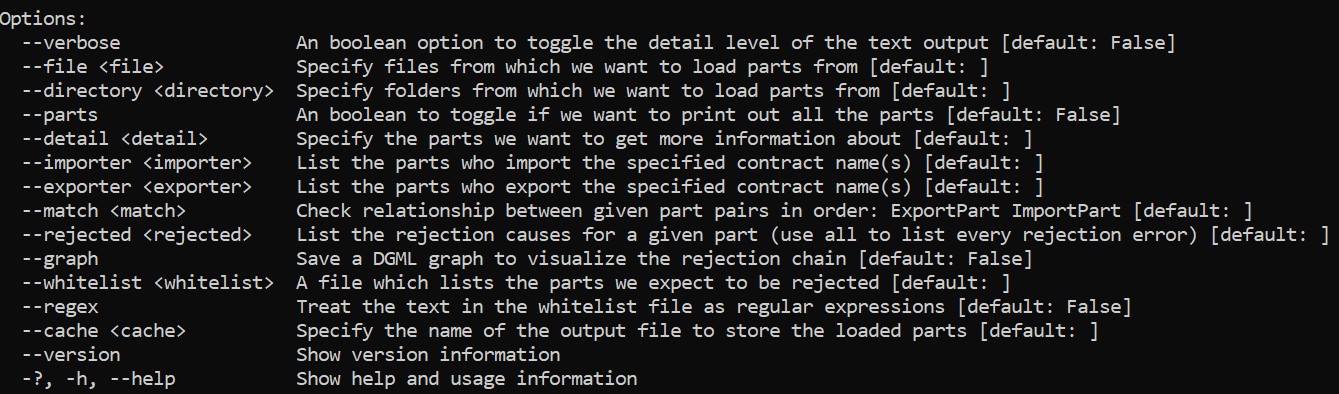 Options:
  --verbose                An boolean option to toggle the detail level of the text output [default: False]
  --file <file>            Specify files from which we want to load parts from [default: ]
  --directory <directory>  Specify folders from which we want to load parts from [default: ]
  --parts                  An boolean to toggle if we want to print out all the parts [default: False]
  --detail <detail>        Specify the parts we want to get more information about [default: ]
  --importer <importer>    List the parts who import the specified contract name(s) [default: ]
  --exporter <exporter>    List the parts who export the specified contract name(s) [default: ]
  --match <match>          Check relationship between given part pairs in order: ExportPart ImportPart [default: ]
  --rejected <rejected>    List the rejection causes for a given part (use all to list every rejection error) [default: ]
  --graph                  Save a DGML graph to visualize the rejection chain [default: False]
  --whitelist <whitelist>  A file which lists the parts we expect to be rejected [default: ]
  --regex                  Treat the text in the whitelist file as regular expressions [default: False]
  --cache <cache>          Specify the name of the output file to store the loaded parts [default: ]
  --version                Show version information
  -?, -h, --help           Show help and usage information